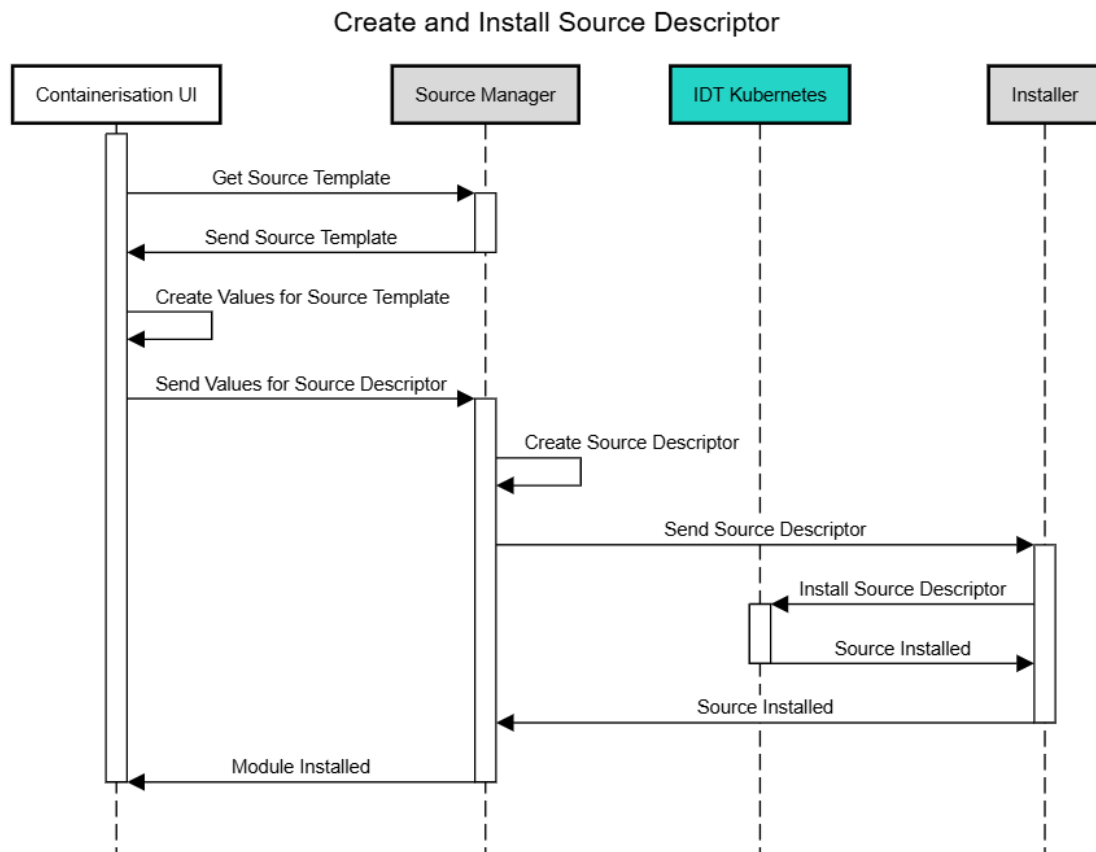 Create and Install Source Descriptor
Containerisation UI
Source Manager
IDT Kubernetes
Installer
Get Source Template
Send Source Template
Create Values for Source Template
Send Values for Source Descriptor
Create Source Descriptor
Send Source Descriptor
Install Source Descriptor
Source Installed
Source Installed
Module Installed